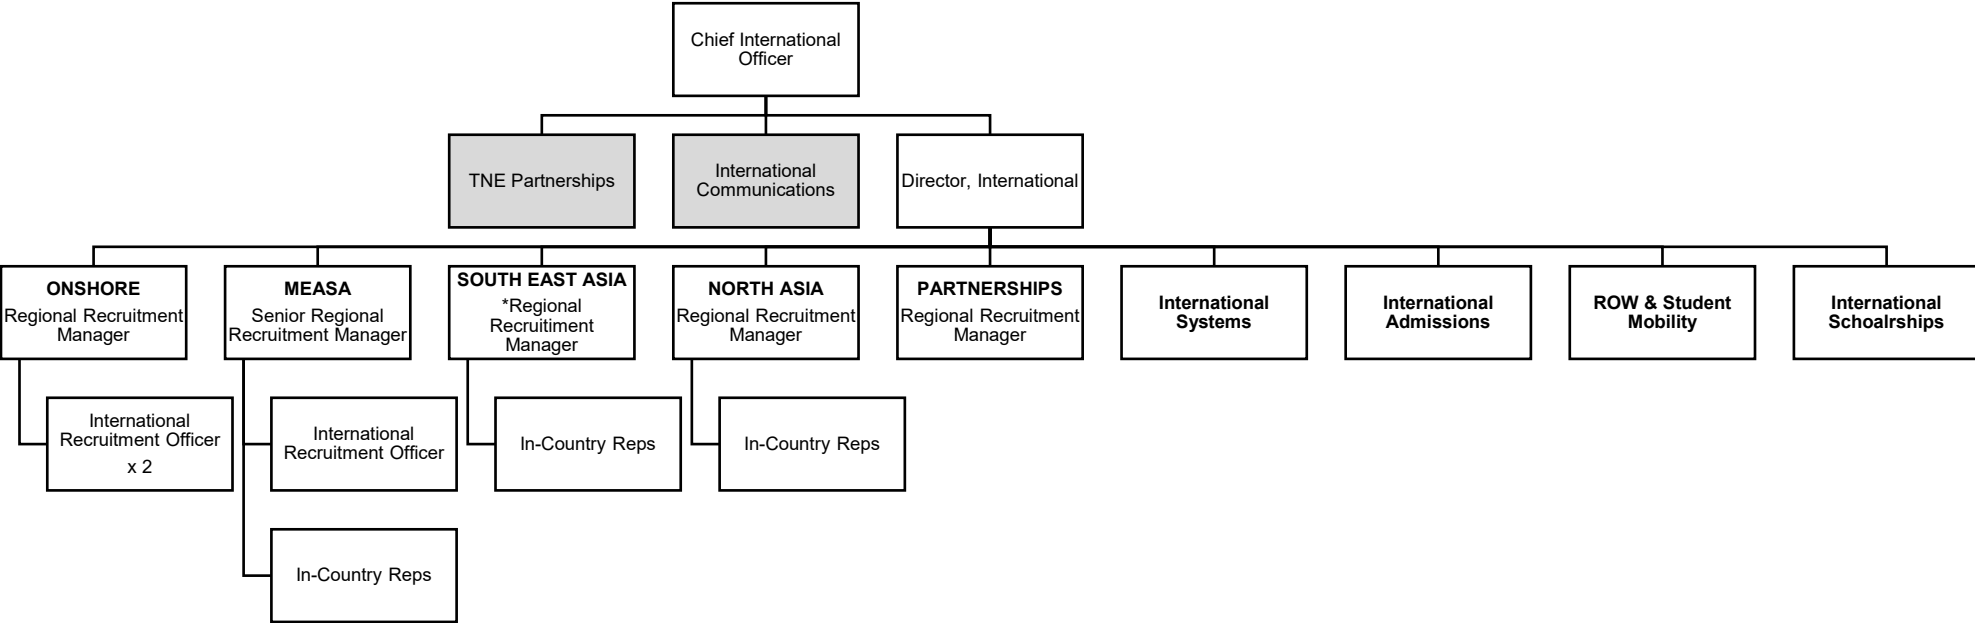 Chief International
Officer
TNE Partnerships
International
Communications
Director, International
ONSHORE
Regional Recruitment
Manager
MEASA
Senior Regional
Recruitment Manager
SOUTH EAST ASIA
*Regional
Recruitiment
Manager
NORTH ASIA
Regional Recruitment
Manager
PARTNERSHIPS
Regional Recruitment
Manager
International
Systems
International
Admissions
ROW & Student
Mobility
International
Schoalrships
International
Recruitment Officer
x 2
International
Recruitment Officer
In-Country Reps
In-Country Reps
In-Country Reps